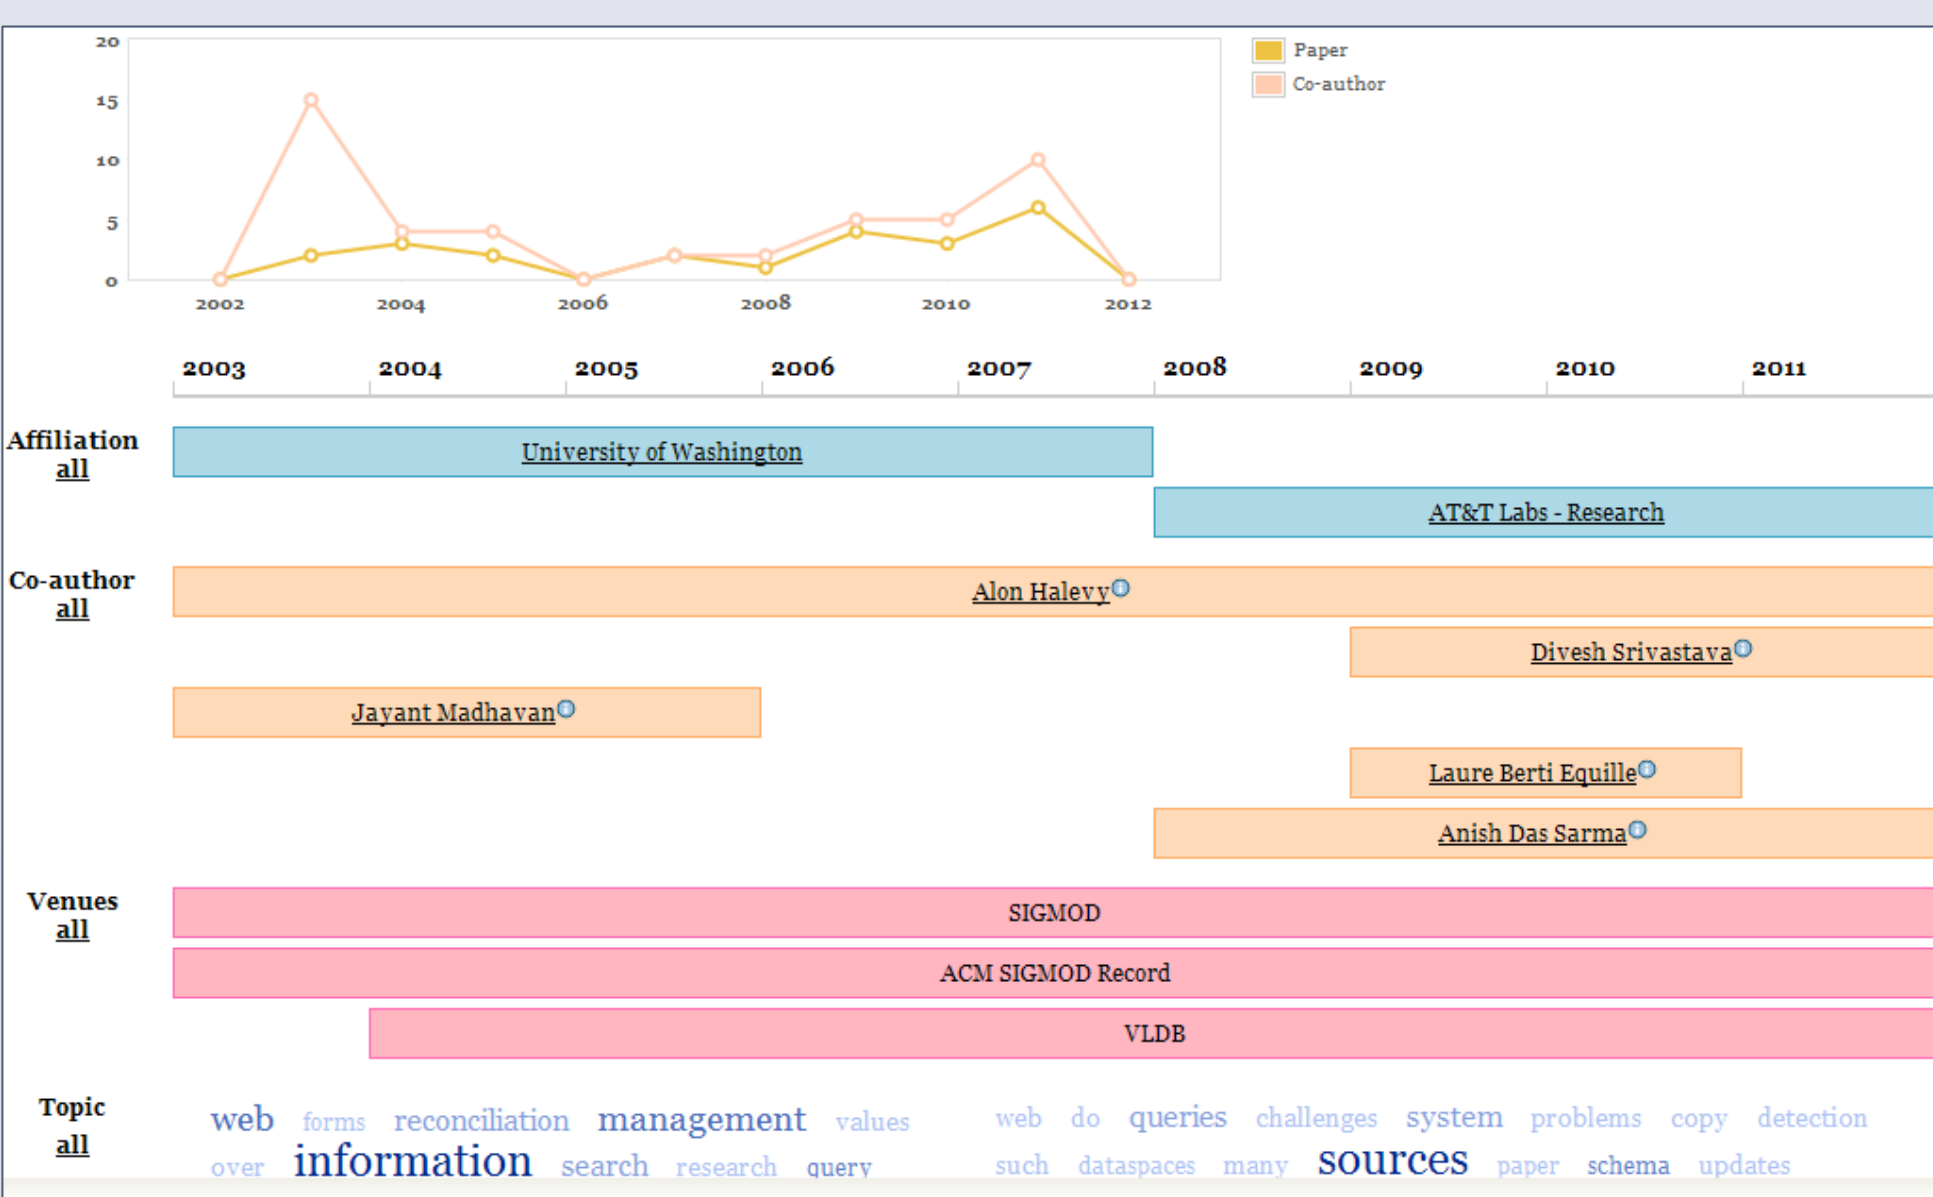 20
Paper
15
Co-author
10
5
0
2002 2004 2006 2008 2010 2012
2003 2004 2005 2006 2007 2008 2009 2010 2011
Affiliation
all
University of Washington
AT&T Labs - Research
Co-author
all
Alon Halevy
Divesh Srivastava
Jayant Madhavan
Laure Berti Equille
Anish Das Sarma
Venues
all
SIGMOD
ACM SIGMOD Record
VLDB
Topic
all
web forms reconciliation management values
over information search research query
web do queries challenges system problems copy detection
such dataspaces many sources paper schema updates